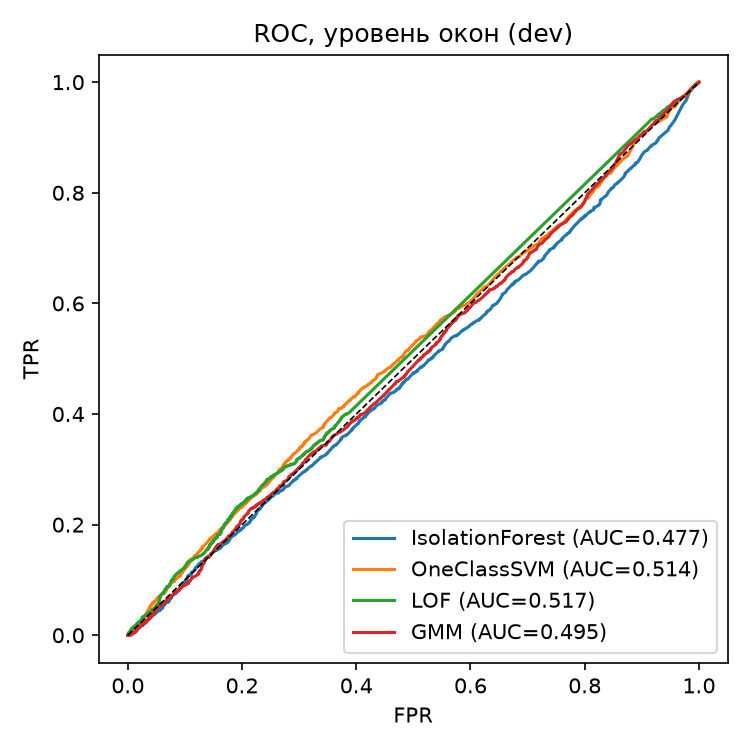 ROC, уровень окон (dev)
TPR
1.0
0.8
0.6
0.4
0.2
0.0
IsolationForest (AUC=0.477)
OneClassSVM (AUC=0.514)
LOF (AUC=0.517)
GMM (AUC=0.495)
0.0 0.2 0.4 0.6 0.8 1.0
FPR